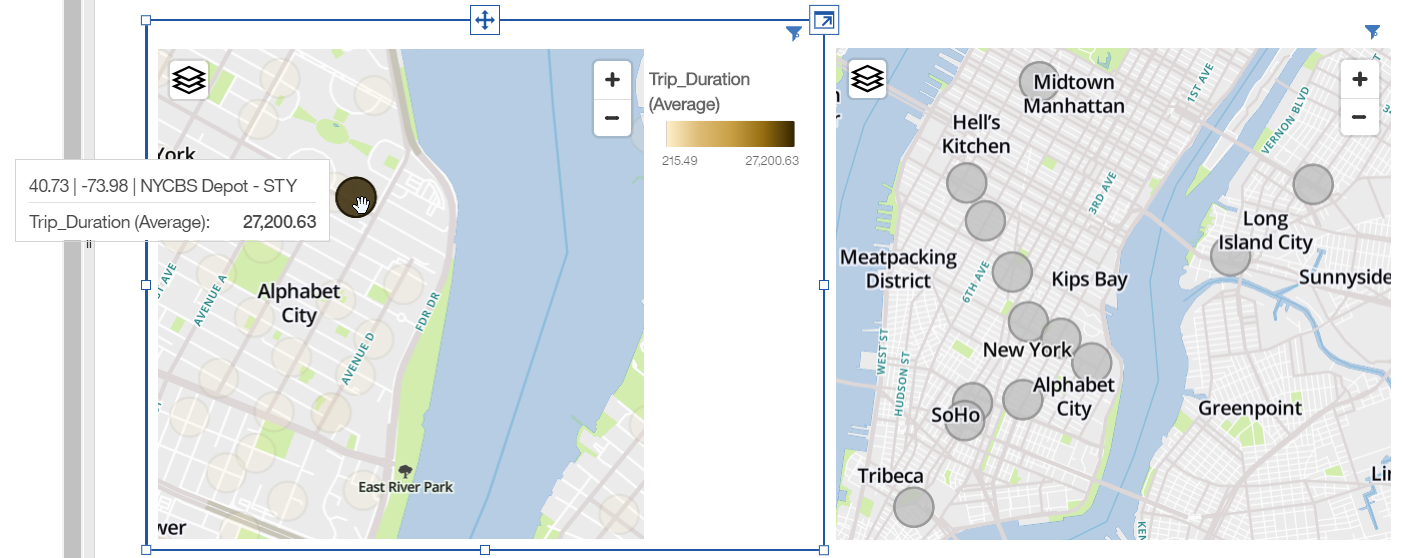 Trip_Duration
(Average)
215.49 27,200.63
York
40.73 | -73.98 | NYCBS Depot - STY
Trip_Duration (Average): 27,200.63
AVENUE A
Alphabet
City
FDR DR
AVENUE D
East River Park
wer
Midtown
Manhattan
1ST AVE
VERNON BLVD
Hell's
Kitchen
3RD AVE
Long
Island City
Meatpacking
District
6TH AVE
Kips Bay
Sunnyside
WEST ST
HUDSON ST
New York
Alphabet
City
SoHo
Greenpoint
Tribeca